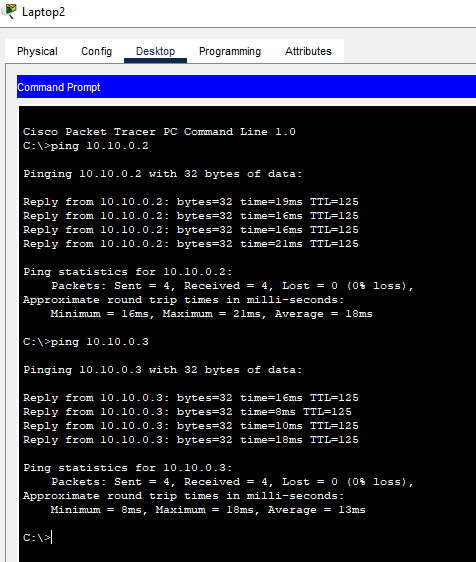 Laptop2
Physical Config Desktop Programming Attributes
Command Prompt
Cisco Packet Tracer PC Command Line 1.0
C:\>ping 10.10.0.2
Pinging 10.10.0.2 with 32 bytes of data:
Reply from 10.10.0.2: bytes=32 time=19ms TTL=125
Reply from 10.10.0.2: bytes=32 time=16ms TTL=125
Reply from 10.10.0.2: bytes=32 time=16ms TTL=125
Reply from 10.10.0.2: bytes=32 time=21ms TTL=125
Ping statistics for 10.10.0.2:
Packets: Sent = 4, Received = 4, Lost = 0 (0% loss),
Approximate round trip times in milli-seconds:
Minimum = 16ms, Maximum = 21ms, Average = 18ms
C:\>ping 10.10.0.3
Pinging 10.10.0.3 with 32 bytes of data:
Reply from 10.10.0.3: bytes=32 time=16ms TTL=125
Reply from 10.10.0.3: bytes=32 time=8ms TTL=125
Reply from 10.10.0.3: bytes=32 time=10ms TTL=125
Reply from 10.10.0.3: bytes=32 time=18ms TTL=125
Ping statistics for 10.10.0.3:
Packets: Sent = 4, Received = 4, Lost = 0 (0% loss),
Approximate round trip times in milli-seconds:
Minimum = 8ms, Maximum = 18ms, Average = 13ms
C:\>